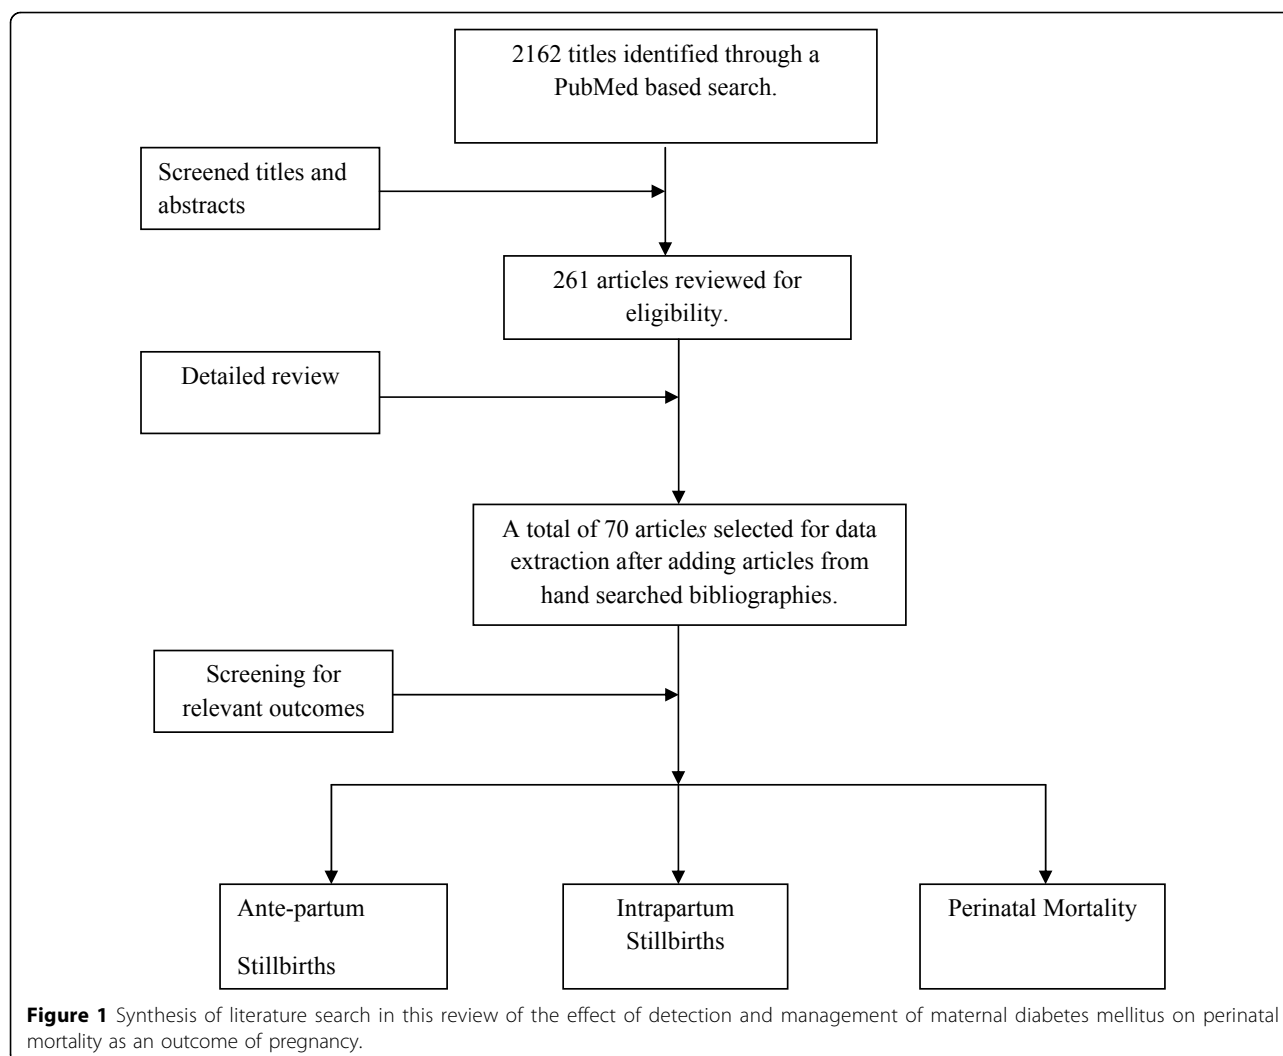 2162 titles identified through a
PubMed based search.
Screened titles and
abstracts
261 articles reviewed for
eligibility.
Detailed review
A total of 70 articles selected for data
extraction after adding articles from
hand searched bibliographies.
Screening for
relevant outcomes
Ante-partum
Stillbirths
Intrapartum
Stillbirths
Perinatal Mortality
Figure 1 Synthesis of literature search in this review of the effect of detection and management of maternal diabetes mellitus on perinatal
mortality as an outcome of pregnancy.